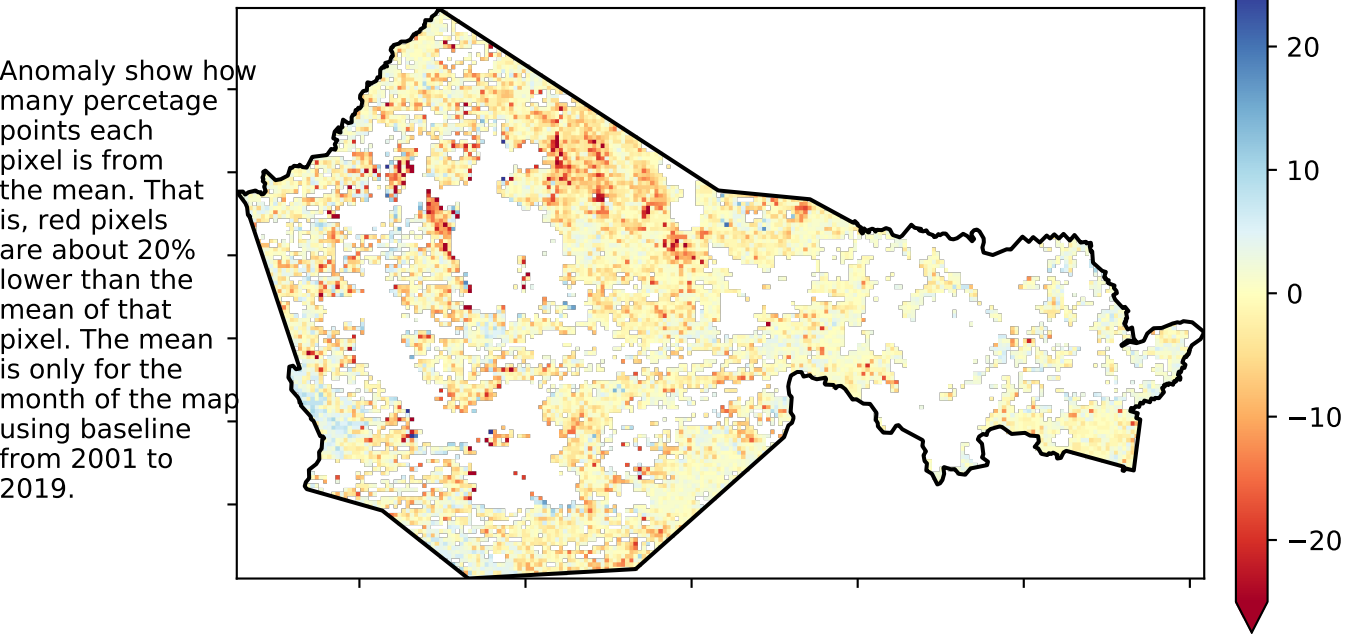 Anomaly show how
many percetage
points each
pixel is from
the mean. That
is, red pixels
are about 20%
lower than the
mean of that
pixel. The mean
is only for the
month of the map
using baseline
from 2001 to
2019.
20
10
0
−10
−20